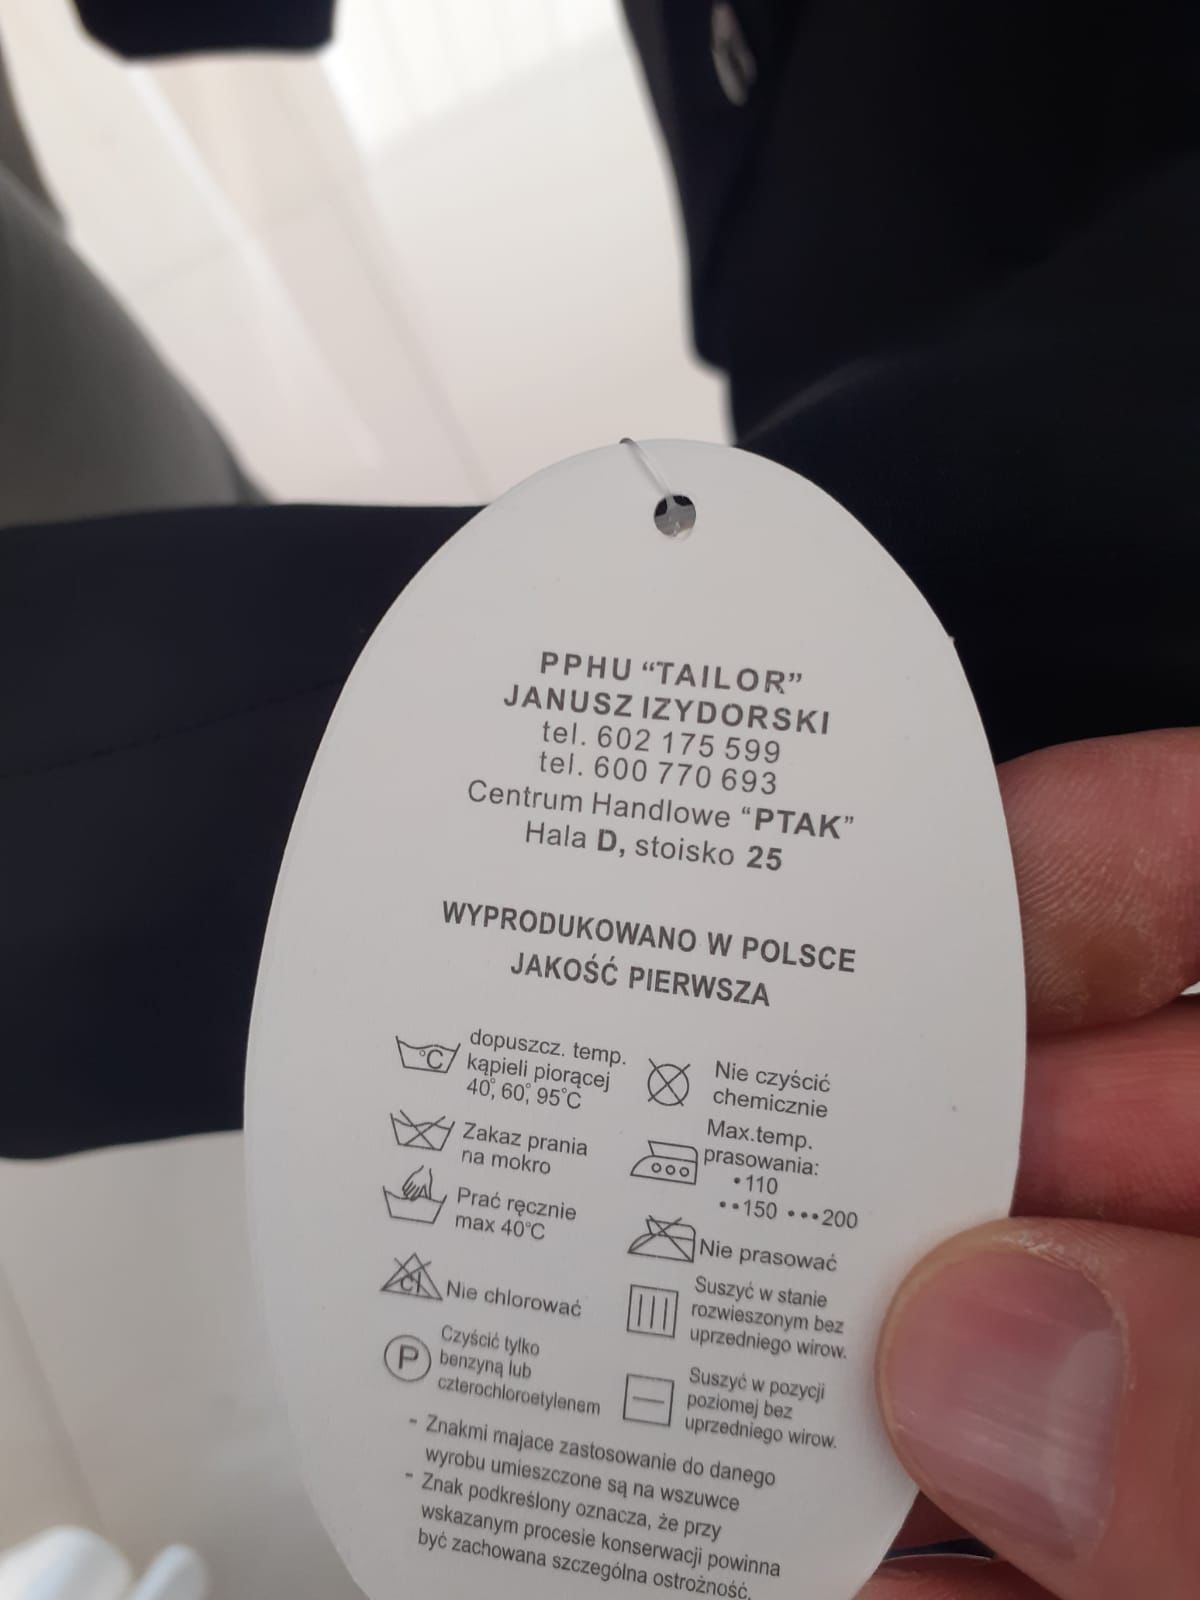 PPHU “TAILOR”
JANUSZ IZYDORSKI
tel. 602 175 599
tel. 600 770 693
Centrum Handlowe “PTAK”
Hala D, stoisko 25
WYPRODUKOWANO W POLSCE
JAKOŚĆ PIERWSZA
°C
dopuszcz. temp.
kąpieli piorącej
40°, 60°, 95°C
Zakaz prania
na mokro
Prać ręcznie
max 40°C
Cl
Nie chlorować
P
Czyścić tylko
benzyną lub
czterochloroetylenem
Nie czyścić
chemicznie
Max.temp.
prasowania:
•110
••150 •••200
Nie prasować
Suszyć w stanie
rozwieszonym bez
uprzedniego wirow.
Suszyć w pozycji
poziomej bez
uprzedniego wirow.
- Znakmi majace zastosowanie do danego
wyrobu umieszczone są na wszuwce
- Znak podkreślony oznacza, że przy
wskazanym procesie konserwacji powinna
być zachowana szczególna ostrożność.